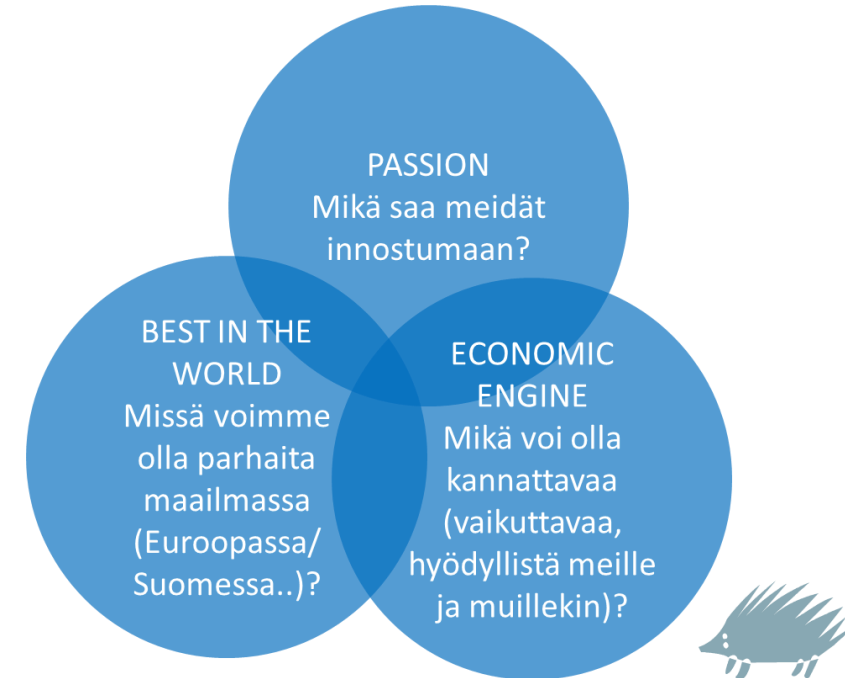 PASSION
Mikä saa meidät
innostumaan?
BEST IN THE
WORLD
Missä voimme
olla parhaita
maailmassa
(Euroopassa/
Suomessa..)?
ECONOMIC
ENGINE
Mikä voi olla
kannattavaa
(vaikuttavaa,
hyödyllistä meille
ja muillekin)?